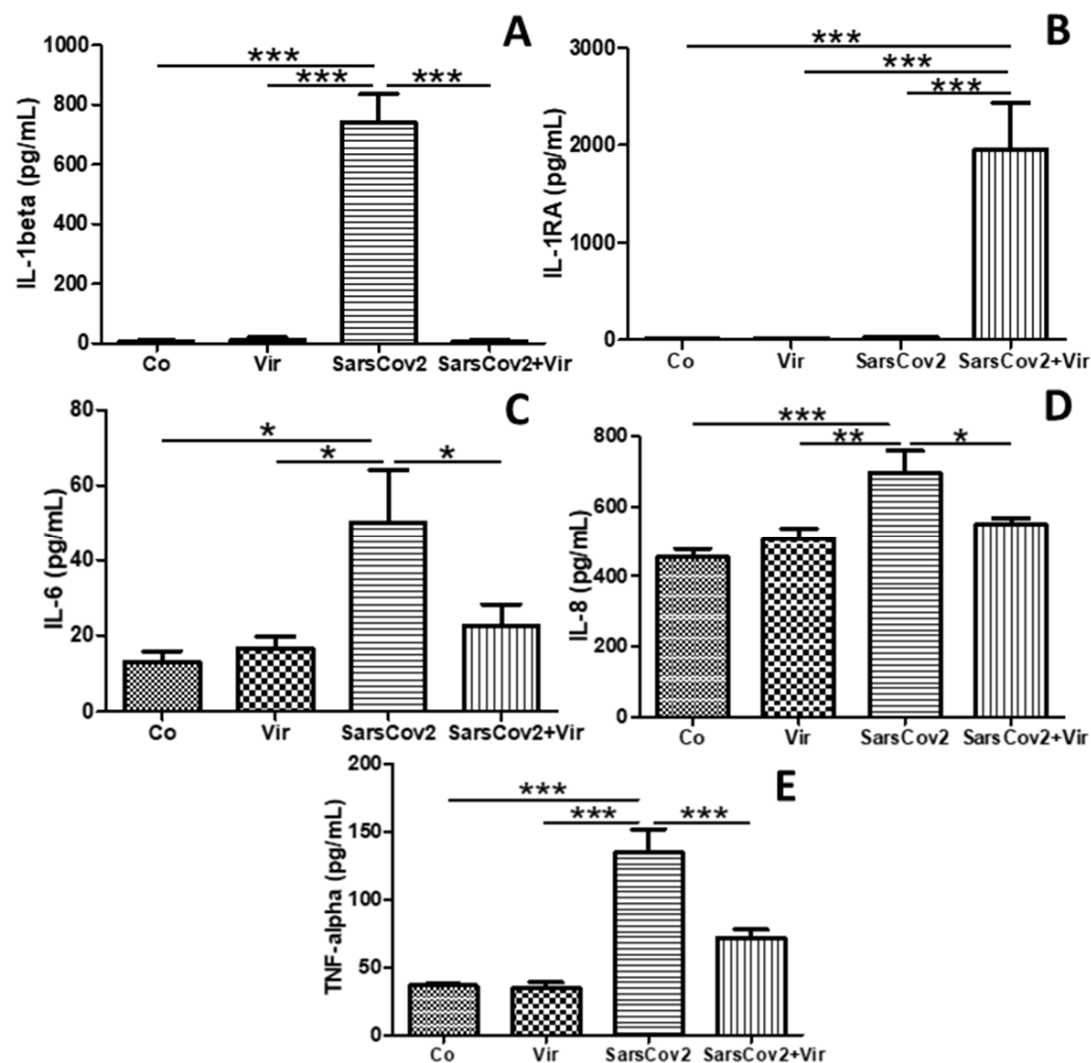 A
IL-1beta (pg/mL)
1000
800
600
400
200
0
***
*** ***
Co Vir SarsCov2 SarsCov2+Vir
B
IL-1RA (pg/mL)
3000
2000
1000
0
***
***
***
Co Vir SarsCov2 SarsCov2+Vir
C
IL-6 (pg/mL)
80
60
40
20
0
*
* *
Co Vir SarsCov2 SarsCov2+Vir
D
IL-8 (pg/mL)
800
600
400
200
0
***
** *
Co Vir SarsCov2 SarsCov2+Vir
E
TNF-alpha (pg/mL)
200
150
100
50
0
***
*** ***
Co Vir SarsCov2 SarsCov2+Vir